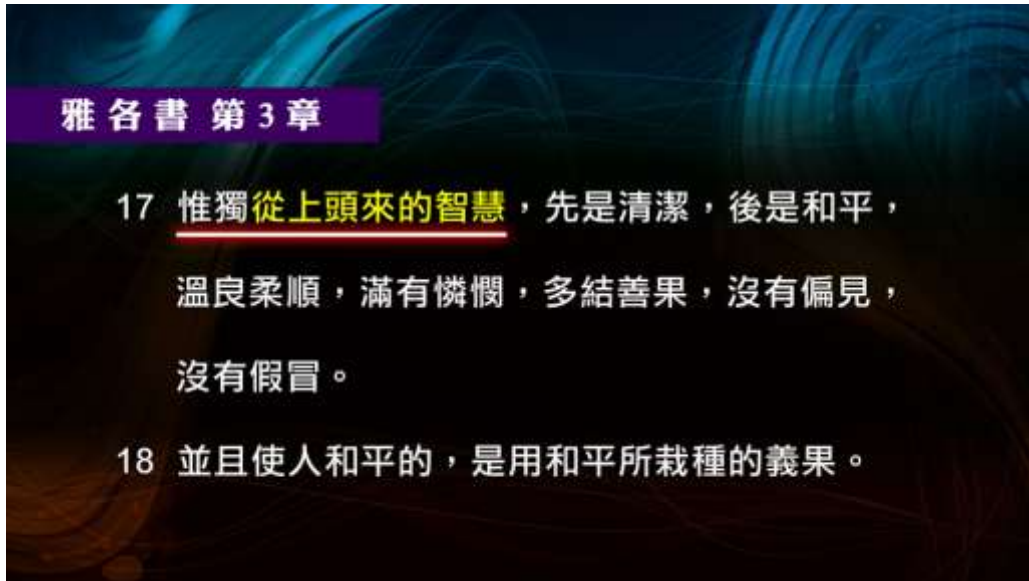 雅各書 第3章
17 惟獨從上頭來的智慧，先是清潔，後是和平，
溫良柔順，滿有憐憫，多結善果，沒有偏見，
沒有假冒。
18 並且使人和平的，是用和平所栽種的義果。